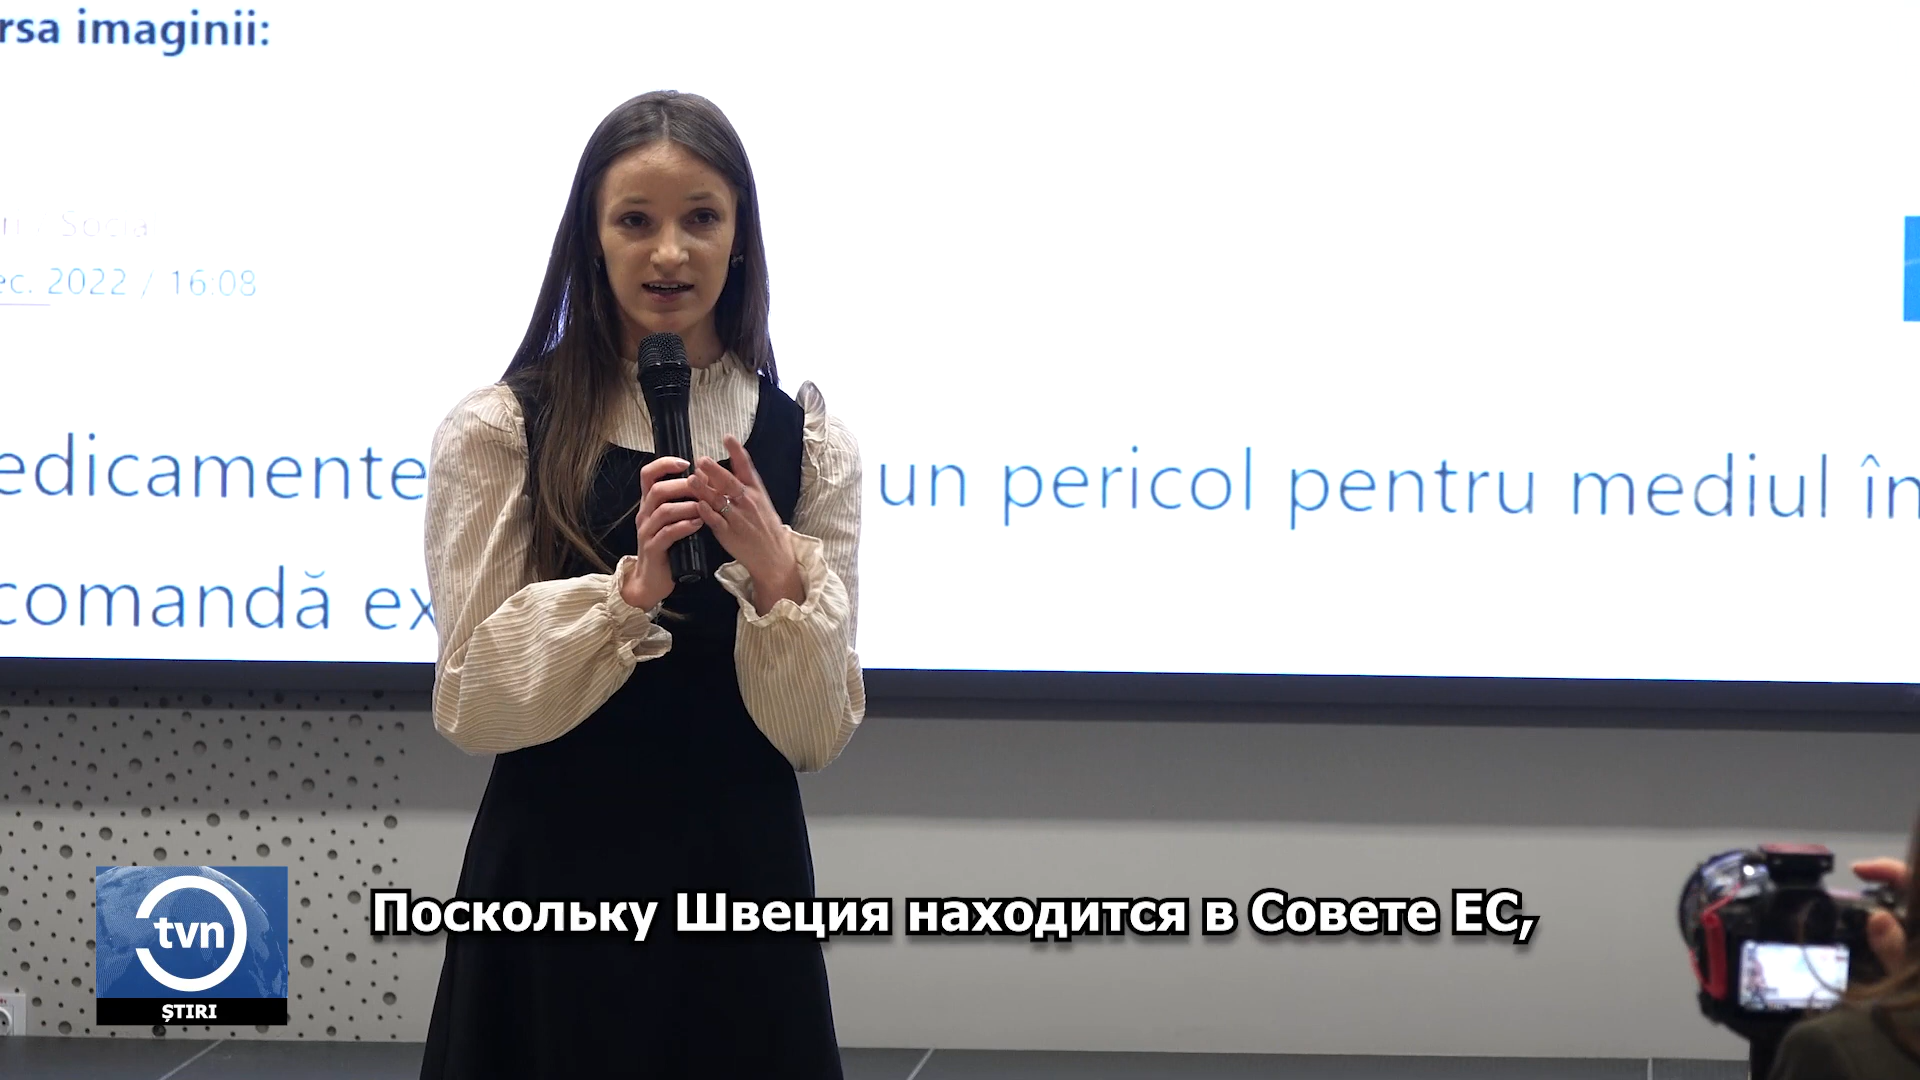 rsa imaginii:
ec. 2022 / 16:08
edicamente un pericol pentru mediul în
comandă ex
Поскольку Швеция находится в Совете ЕС,
tvn
ȘTIRI